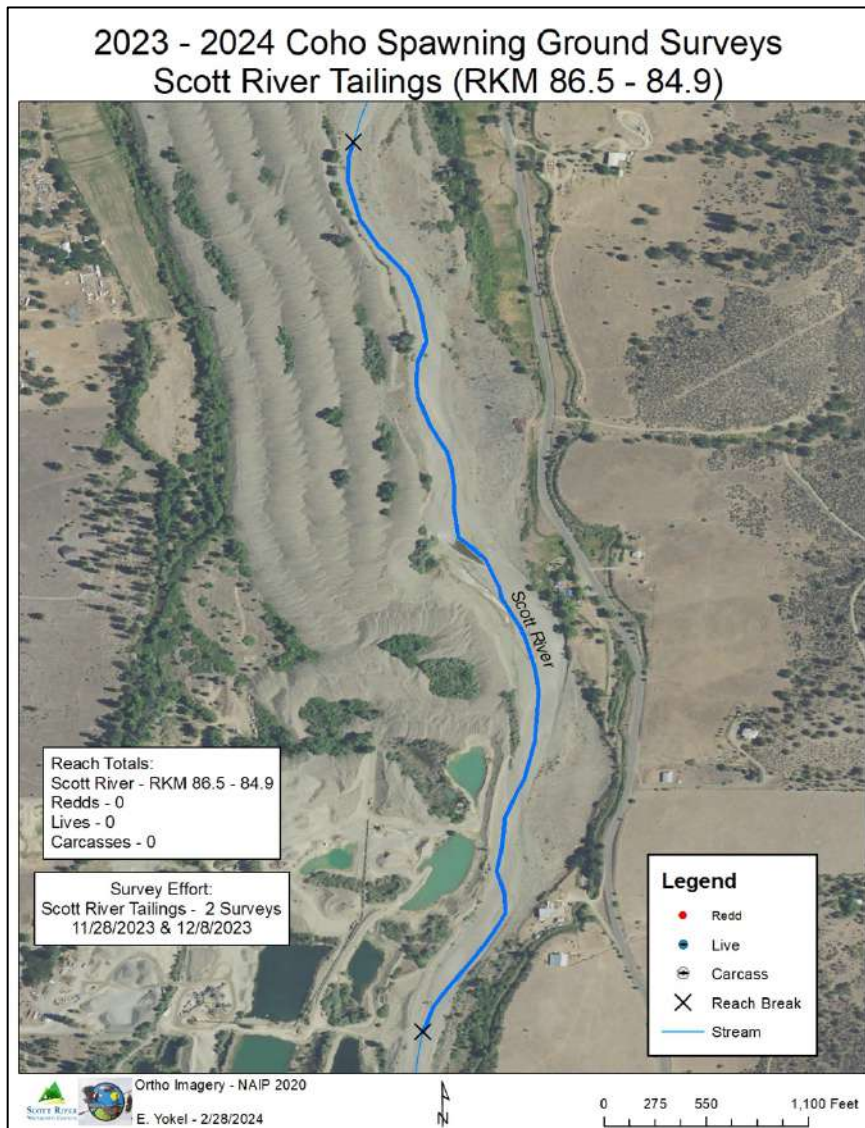 2023 - 2024 Coho Spawning Ground Surveys
Scott River Tailings (RKM 86.5 - 84.9)
Scott River
Reach Totals:
Scott River - RKM 86.5 - 84.9
Redds - 0
Lives - 0
Carcasses - 0
Survey Effort:
Scott River Tailings - 2 Surveys
11/28/2023 & 12/8/2023
Legend
Redd
Live
Carcass
Reach Break
Stream
Ortho Imagery - NAIP 2020
E. Yokel - 2/28/2024
SCOTT RIVER
N
0 275 550 1,100 Feet